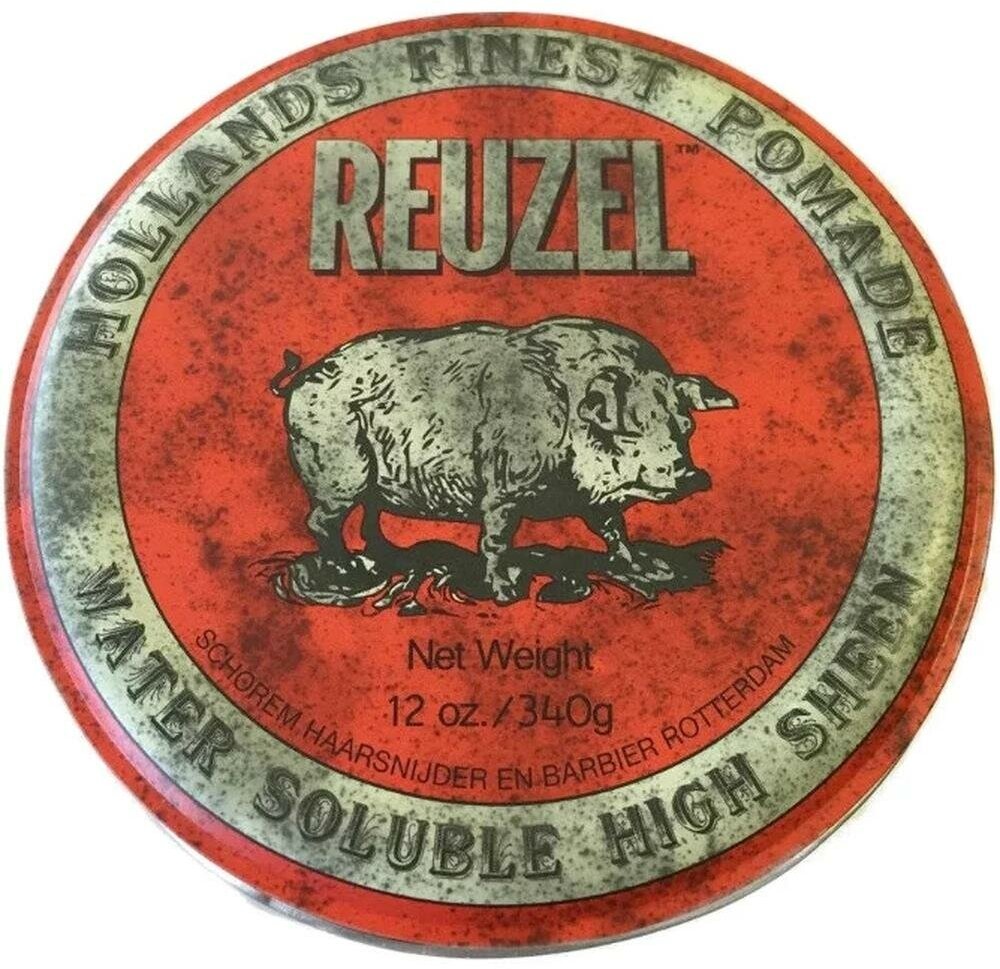 HOLLANDS FINEST POMADE
REUZEL™
Net Weight
12 oz./340g
SCHOREM HAARSNIJDER EN BARBIER ROTTERDAM
WATER SOLUBLE HIGH SHEEN